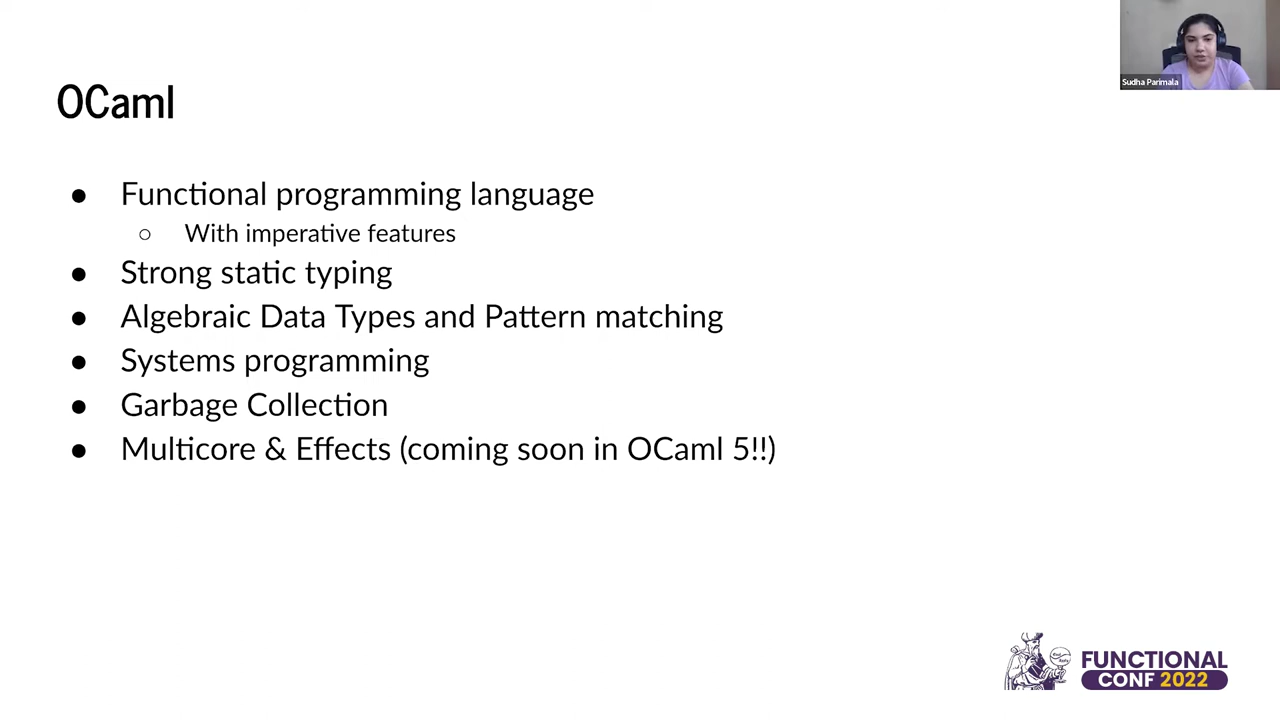 Sudha Parimala
OCaml
● Functional programming language
○ With imperative features
● Strong static typing
● Algebraic Data Types and Pattern matching
● Systems programming
● Garbage Collection
● Multicore & Effects (coming soon in OCaml 5!!)
FUNCTIONAL
CONF 2022